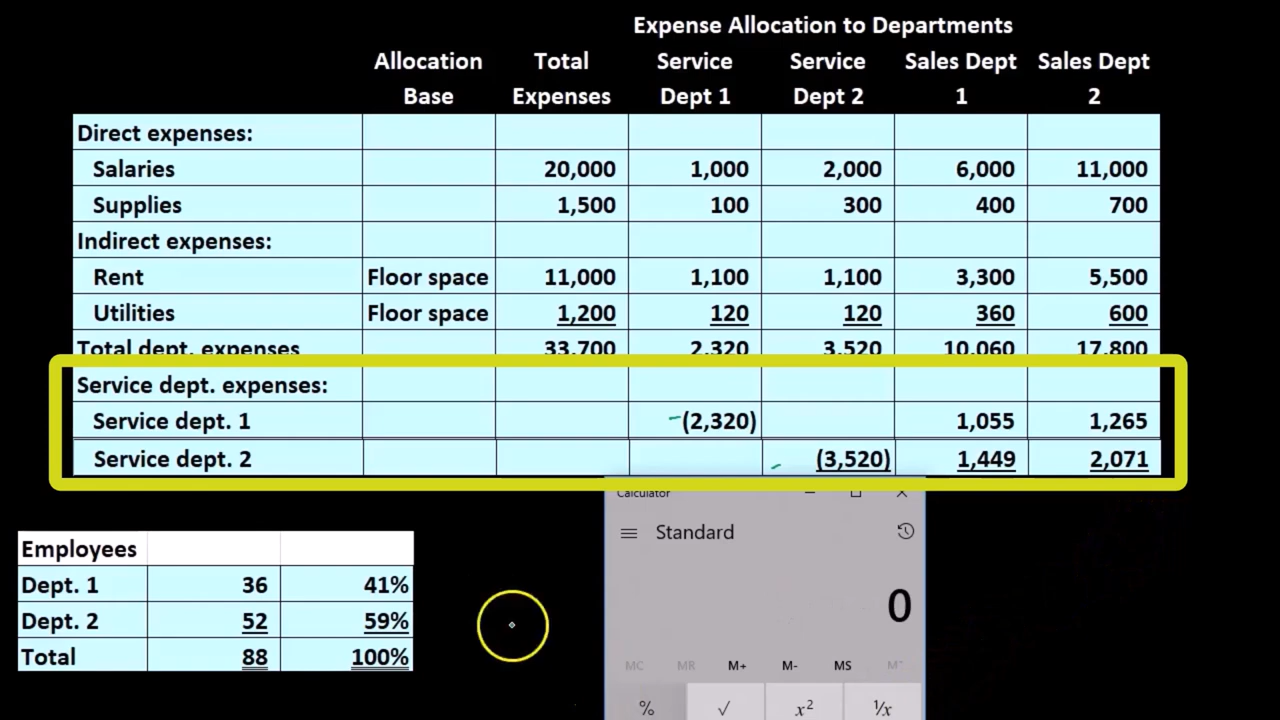 Expense Allocation to Departments
Allocation Base Total Expenses Service Dept 1 Service Dept 2 Sales Dept 1 Sales Dept 2
Direct expenses:
Salaries 20,000 1,000 2,000 6,000 11,000
Supplies 1,500 100 300 400 700
Indirect expenses:
Rent Floor space 11,000 1,100 1,100 3,300 5,500
Utilities Floor space 1,200 120 120 360 600
Total dept. expenses 33,700 2,320 3,520 10,060 17,800
Service dept. expenses:
Service dept. 1 (2,320) 1,055 1,265
Service dept. 2 (3,520) 1,449 2,071
Employees
Dept. 1 36 41%
Dept. 2 52 59%
Total 88 100%
Calculator
Standard
0
MC MR M+ M- MS
% √ x² ⅟x